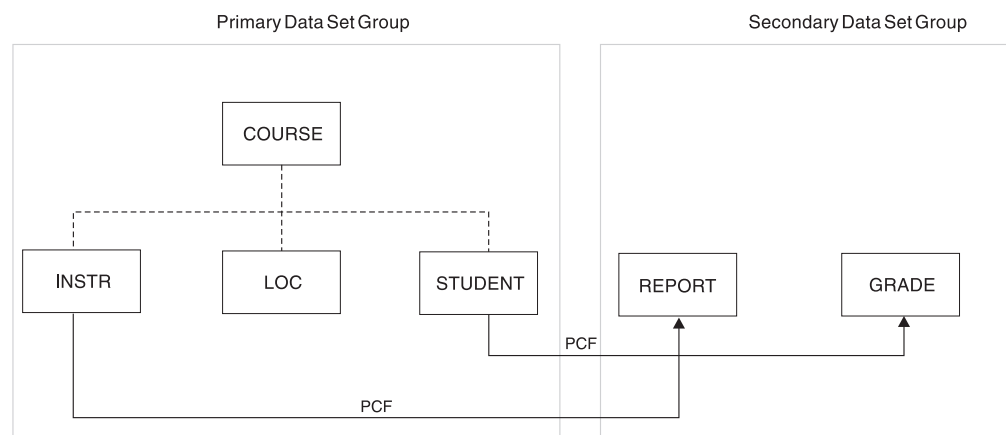 Primary Data Set Group
Secondary Data Set Group
COURSE
INSTR
LOC
STUDENT
REPORT
GRADE
PCF
PCF